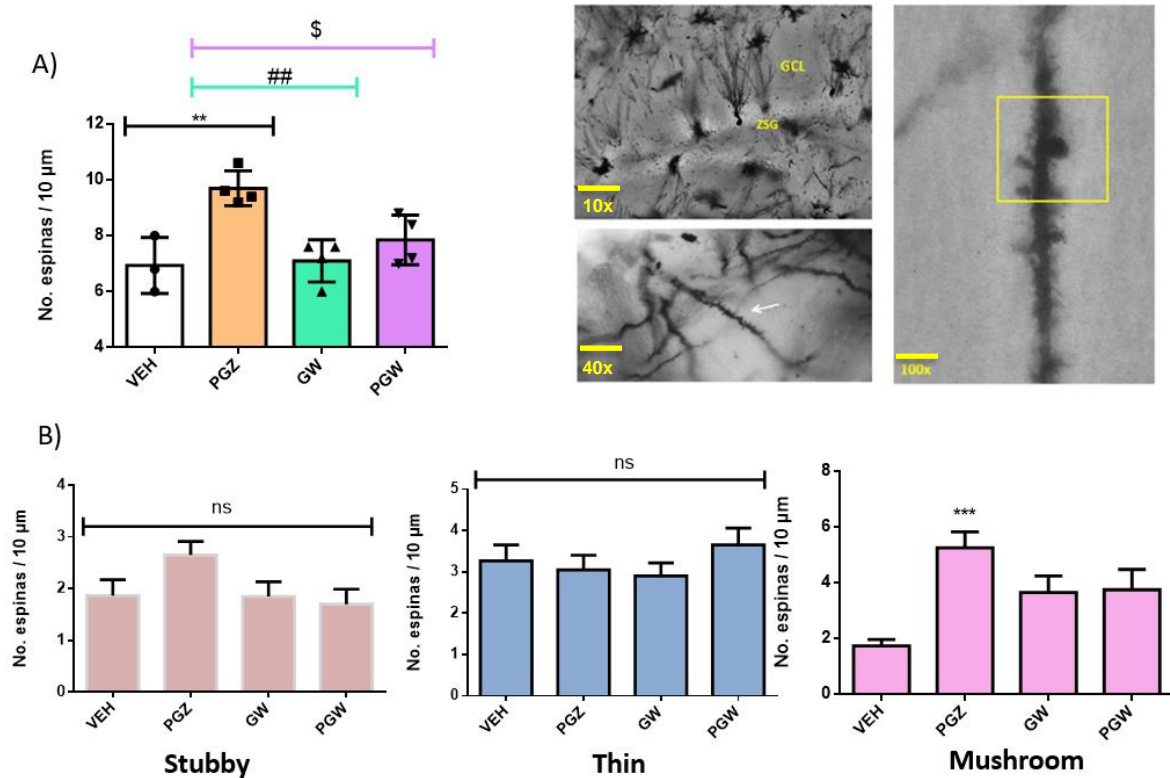 A)
$
##
**
No. espinas / 10 µm
12
10
8
6
4
VEH
PGZ
GW
PGW
GCL
ZSG
10x
40x
100x
B)
No. espinas / 10 µm
4
3
2
1
0
ns
VEH
PGZ
GW
PGW
Stubby
No. espinas / 10 µm
5
4
3
2
1
0
ns
VEH
PGZ
GW
PGW
Thin
No. espinas / 10 µm
8
6
4
2
0
***
VEH
PGZ
GW
PGW
Mushroom